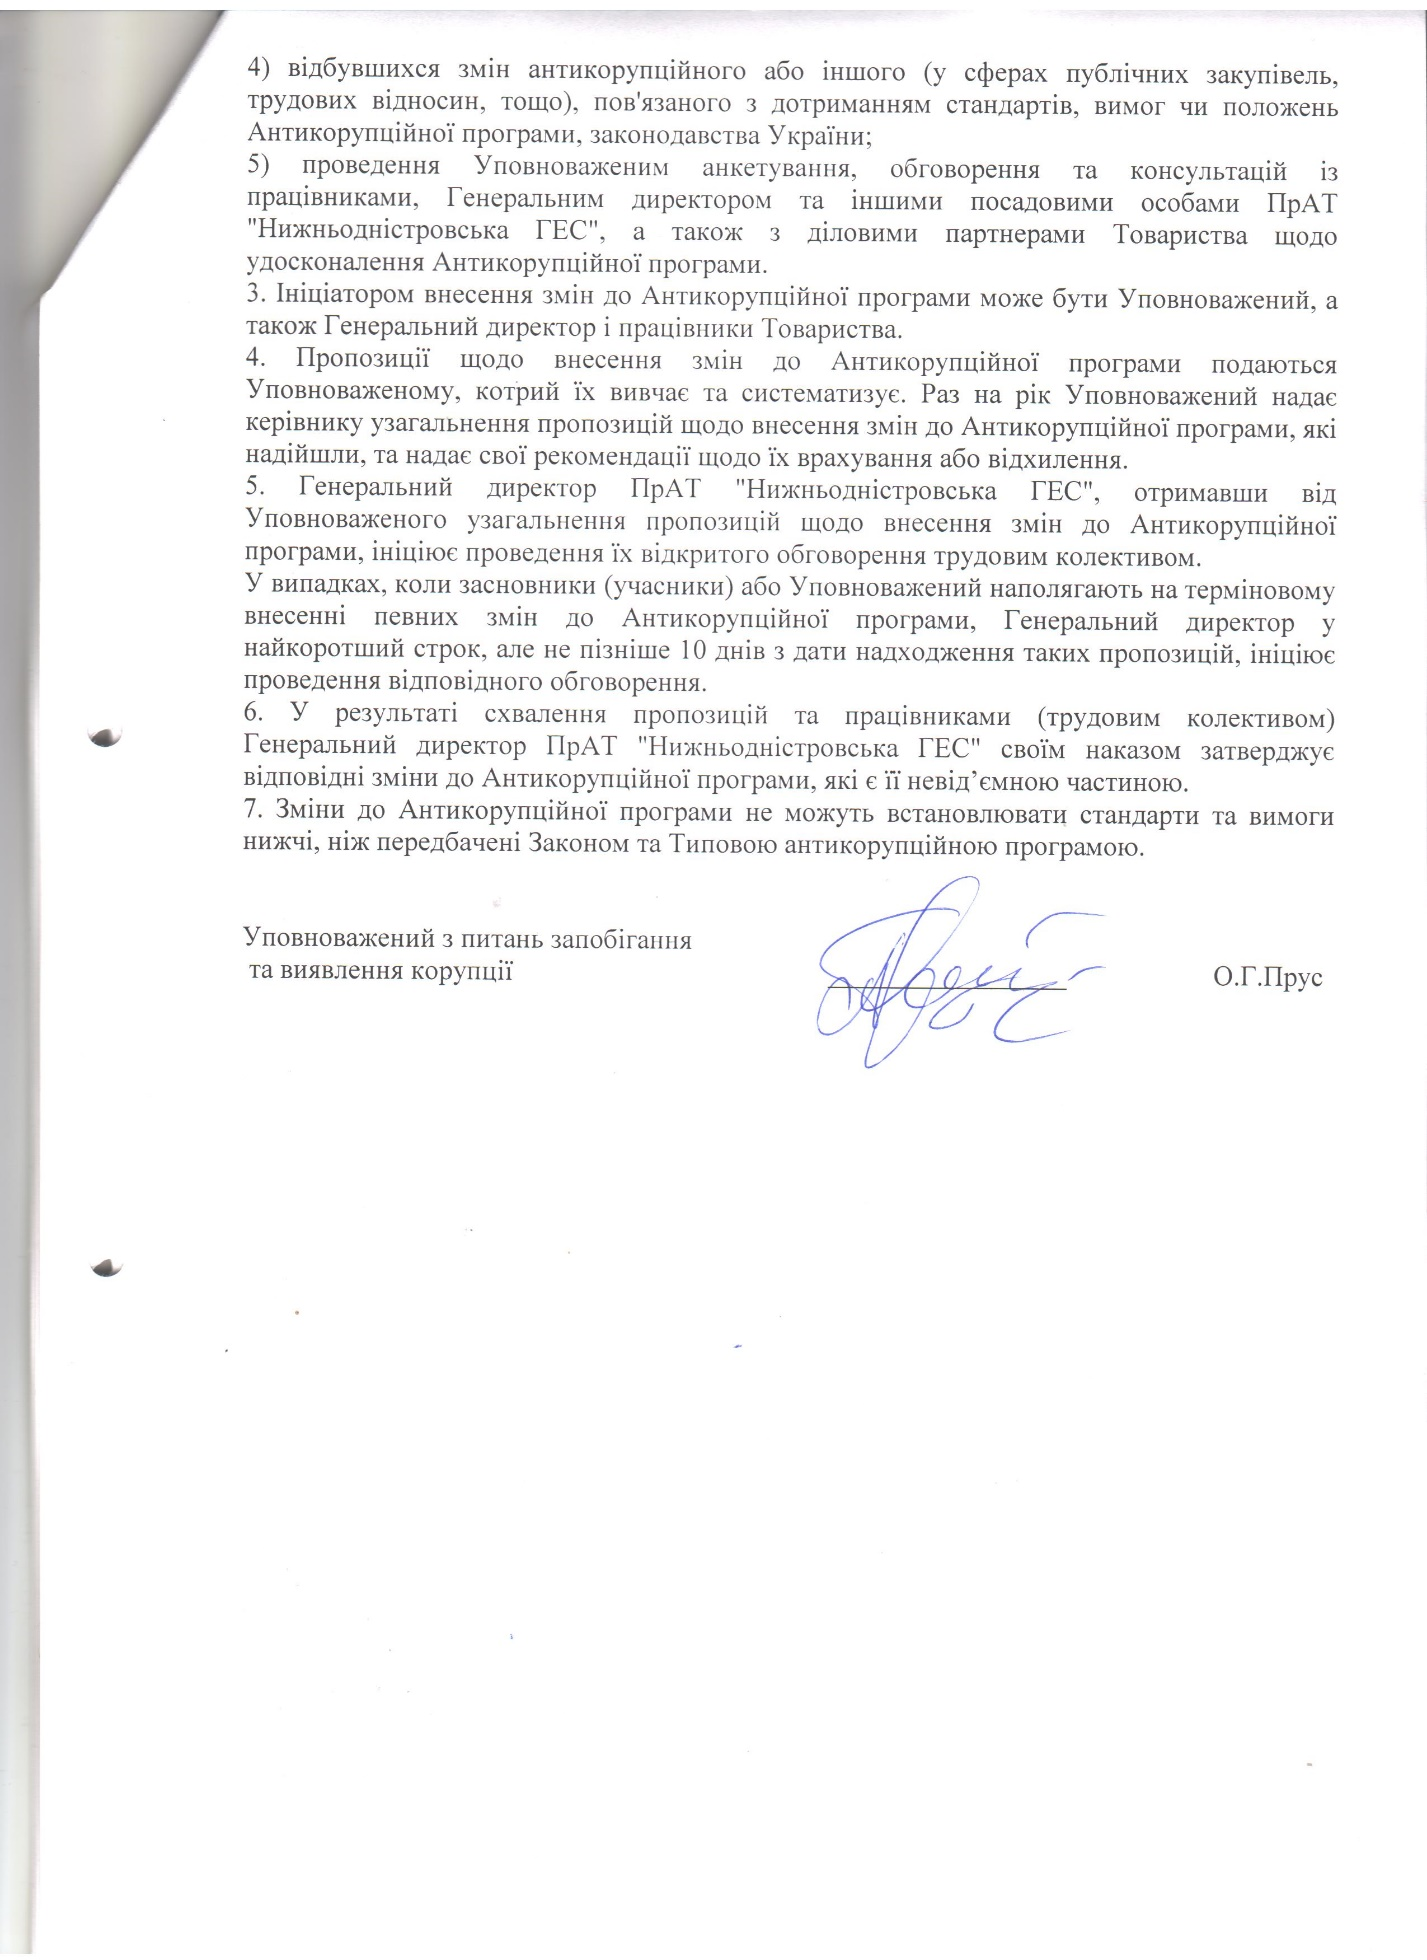 4) відбувшихся змін антикорупційного або іншого (у сферах публічних закупівель,
трудових відносин, тощо), пов'язаного з дотриманням стандартів, вимог чи положень
Антикорупційної програми, законодавства України;
5) проведення Уповноваженим анкетування, обговорення та консультацій із
працівниками, Генеральним директором та іншими посадовими особами ПрАТ
"Нижньодністровська ГЕС", а також з діловими партнерами Товариства щодо
удосконалення Антикорупційної програми.
3. Ініціатором внесення змін до Антикорупційної програми може бути Уповноважений, а
також Генеральний директор і працівники Товариства.
4. Пропозиції щодо внесення змін до Антикорупційної програми подаються
Уповноваженому, котрий їх вивчає та систематизує. Раз на рік Уповноважений надає
керівнику узагальнення пропозицій щодо внесення змін до Антикорупційної програми, які
надійшли, та надає свої рекомендації щодо їх врахування або відхилення.
5. Генеральний директор ПрАТ "Нижньодністровська ГЕС", отримавши від
Уповноваженого узагальнення пропозицій щодо внесення змін до Антикорупційної
програми, ініціює проведення їх відкритого обговорення трудовим колективом.
У випадках, коли засновники (учасники) або Уповноважений наполягають на терміновому
внесенні певних змін до Антикорупційної програми, Генеральний директор у
найкоротший строк, але не пізніше 10 днів з дати надходження таких пропозицій, ініціює
проведення відповідного обговорення.
6. У результаті схвалення пропозицій та працівниками (трудовим колективом)
Генеральний директор ПрАТ "Нижньодністровська ГЕС" своїм наказом затверджує
відповідні зміни до Антикорупційної програми, які є її невід’ємною частиною.
7. Зміни до Антикорупційної програми не можуть встановлювати стандарти та вимоги
нижчі, ніж передбачені Законом та Типовою антикорупційною програмою.
Уповноважений з питань запобігання
та виявлення корупції
О.Г.Прус